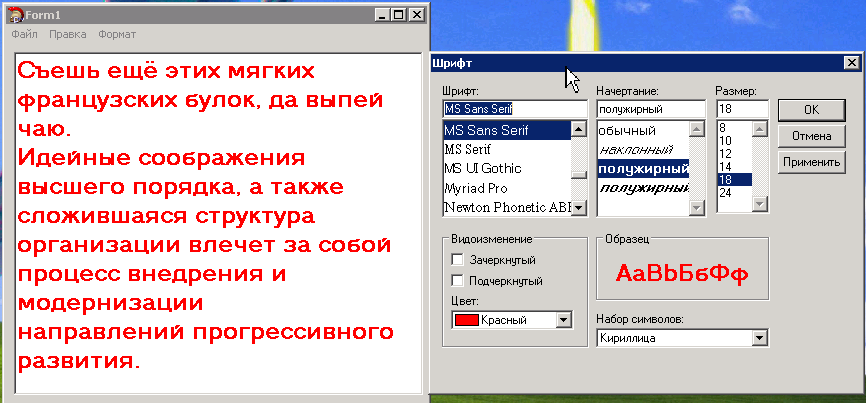 Form1
Файл Правка Формат
Съешь ещё этих мягких
французских булок, да выпей
чаю.
Идейные соображения
высшего порядка, а также
сложившаяся структура
организации влечет за собой
процесс внедрения и
модернизации
направлений прогрессивного
развития.
Шрифт
Шрифт:
MS Sans Serif
MS Sans Serif
MS Serif
MS UI Gothic
Myriad Pro
Newton Phonetic ABB
Начертание:
полужирный
обычный
наклонный
полужирный
полужирный
Размер:
18
8
10
12
14
18
24
OK
Отмена
Применить
Видоизменение
Зачеркнутый
Подчеркнутый
Цвет:
Красный
Образец
АаBbБбФф
Набор символов:
Кириллица